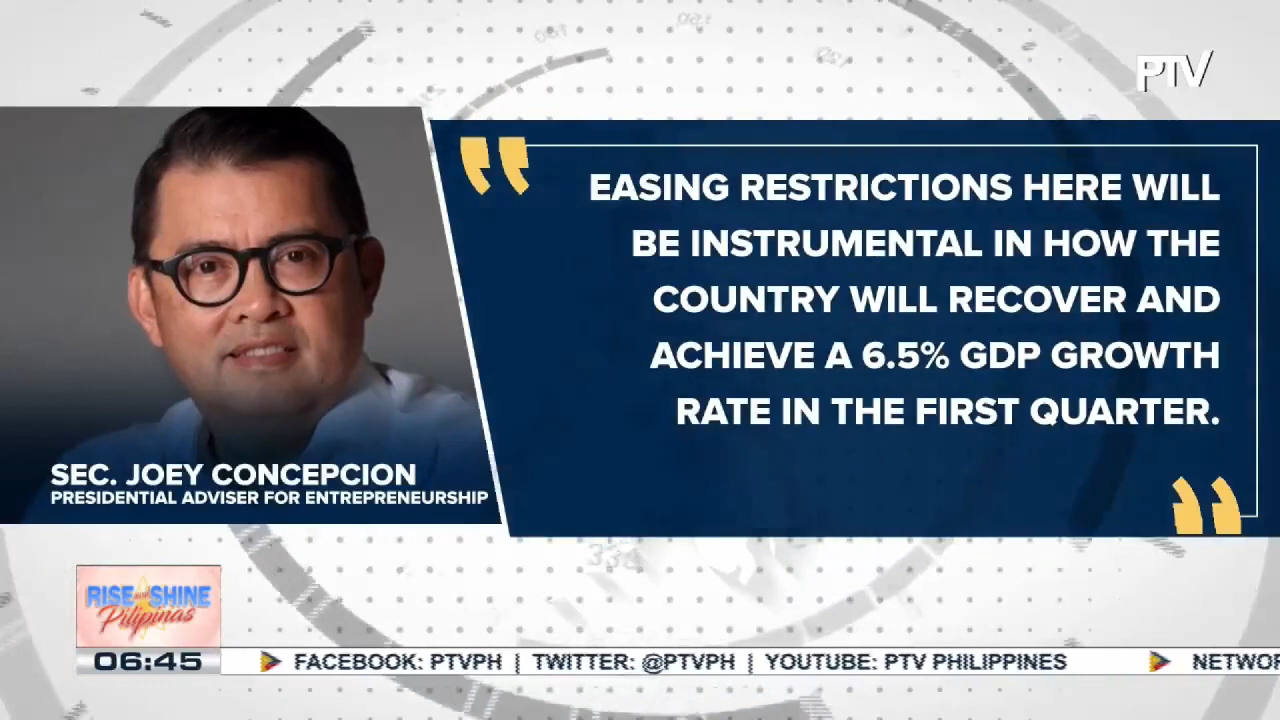 PTV
EASING RESTRICTIONS HERE WILL
BE INSTRUMENTAL IN HOW THE
COUNTRY WILL RECOVER AND
ACHIEVE A 6.5% GDP GROWTH
RATE IN THE FIRST QUARTER.
SEC. JOEY CONCEPCION
PRESIDENTIAL ADVISER FOR ENTREPRENEURSHIP
RISE and SHINE
Pilipinas
06:45
FACEBOOK: PTVPH | TWITTER: @PTVPH | YOUTUBE: PTV PHILIPPINES